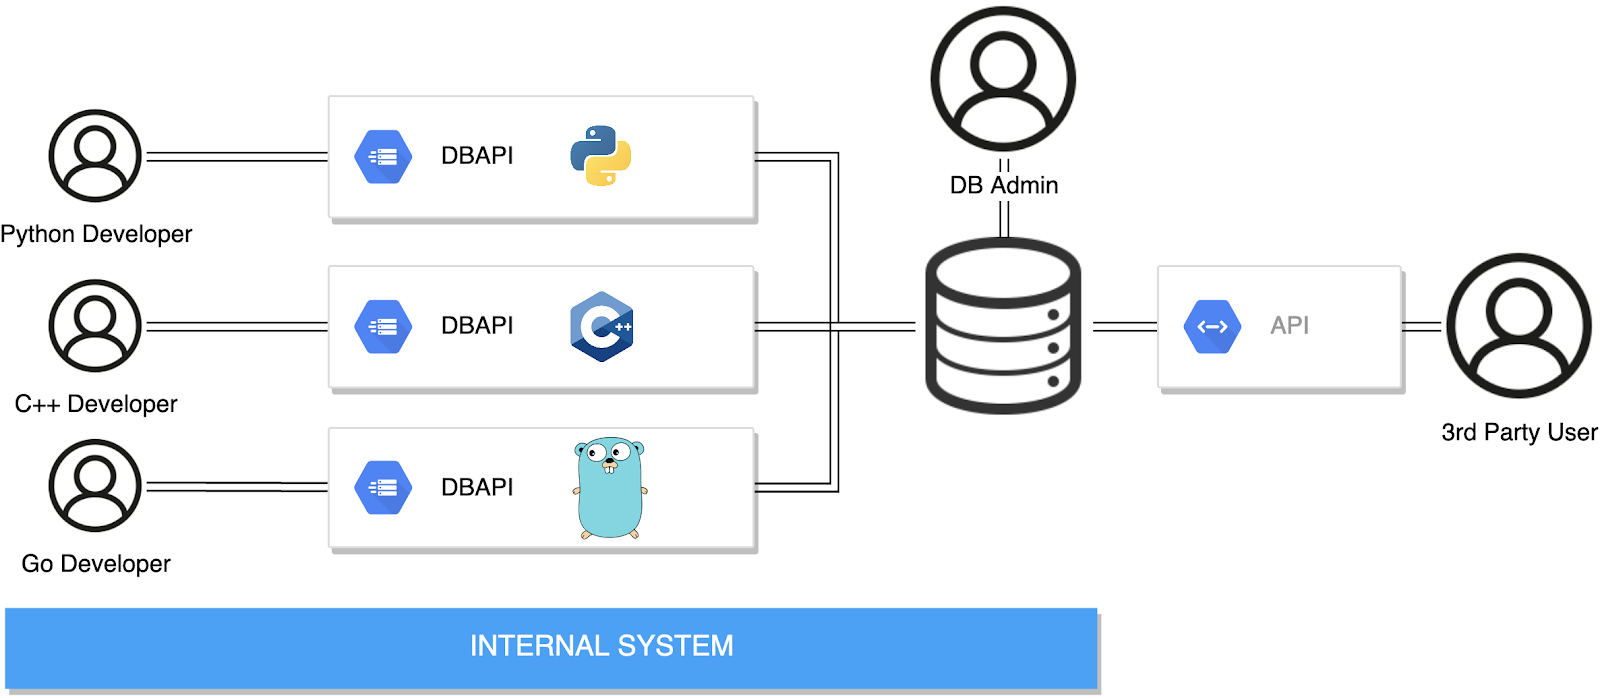 DB Admin
DBAPI
Python Developer
DBAPI
C++
API
C++ Developer
3rd Party User
DBAPI
Go Developer
INTERNAL SYSTEM